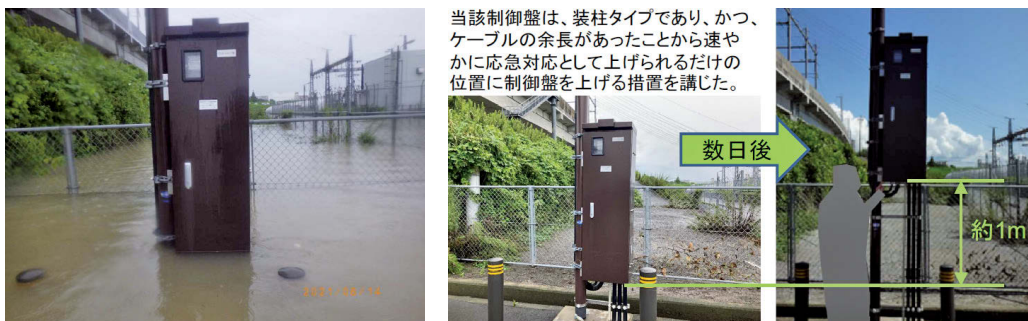 当該制御盤は、装柱タイプであり、かつ、
ケーブルの余長があったことから速や
かに応急対応として上げられるだけの
位置に制御盤を上げる措置を講じた。
数日後
約1m